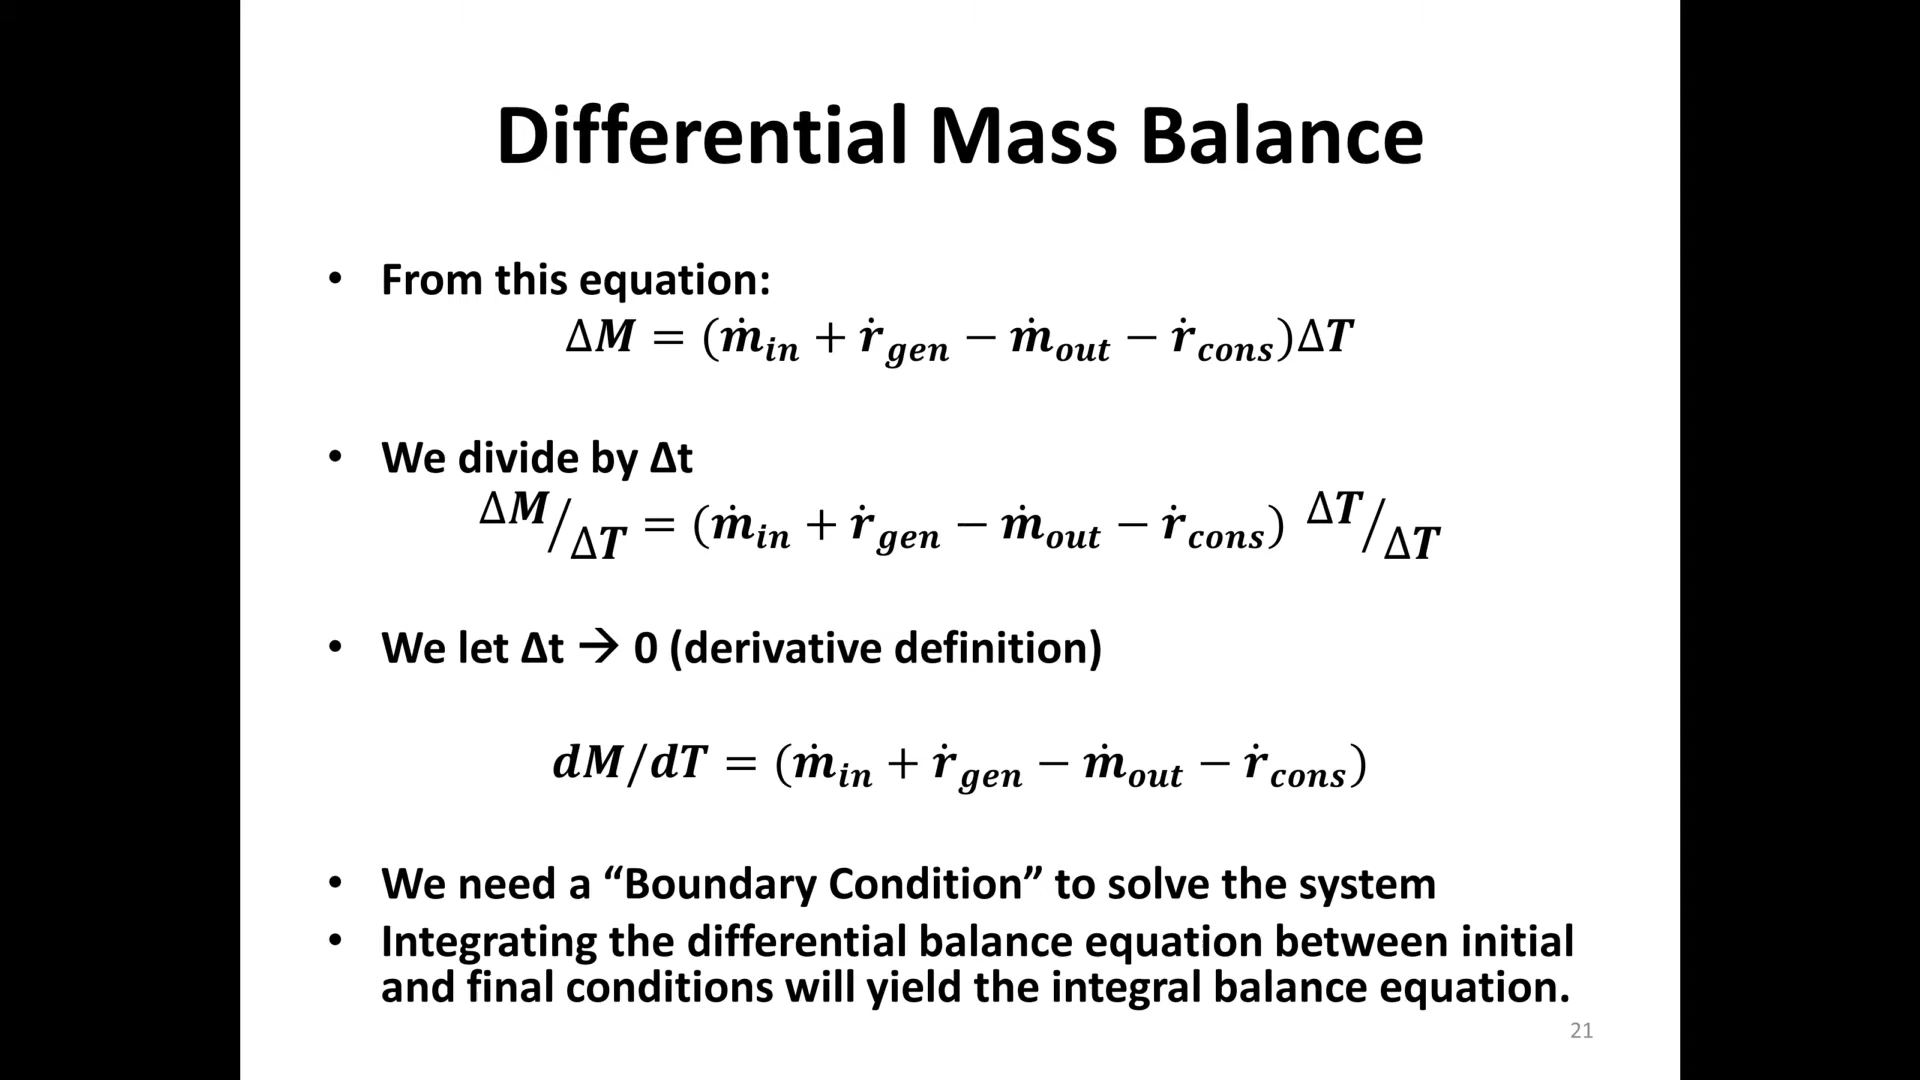 Differential Mass Balance
• From this equation:
Δ𝑴 = (𝒎̇𝒊𝒏 + 𝒓̇𝒈𝒆𝒏 − 𝒎̇𝒐𝒖𝒕 − 𝒓̇𝒄𝒐𝒏𝒔)Δ𝑻
• We divide by Δt
Δ𝑴/Δ𝑻 = (𝒎̇𝒊𝒏 + 𝒓̇𝒈𝒆𝒏 − 𝒎̇𝒐𝒖𝒕 − 𝒓̇𝒄𝒐𝒏𝒔) Δ𝑻/Δ𝑻
• We let Δt → 0 (derivative definition)
𝒅𝑴/𝒅𝑻 = (𝒎̇𝒊𝒏 + 𝒓̇𝒈𝒆𝒏 − 𝒎̇𝒐𝒖𝒕 − 𝒓̇𝒄𝒐𝒏𝒔)
• We need a “Boundary Condition” to solve the system
• Integrating the differential balance equation between initial
and final conditions will yield the integral balance equation.
21